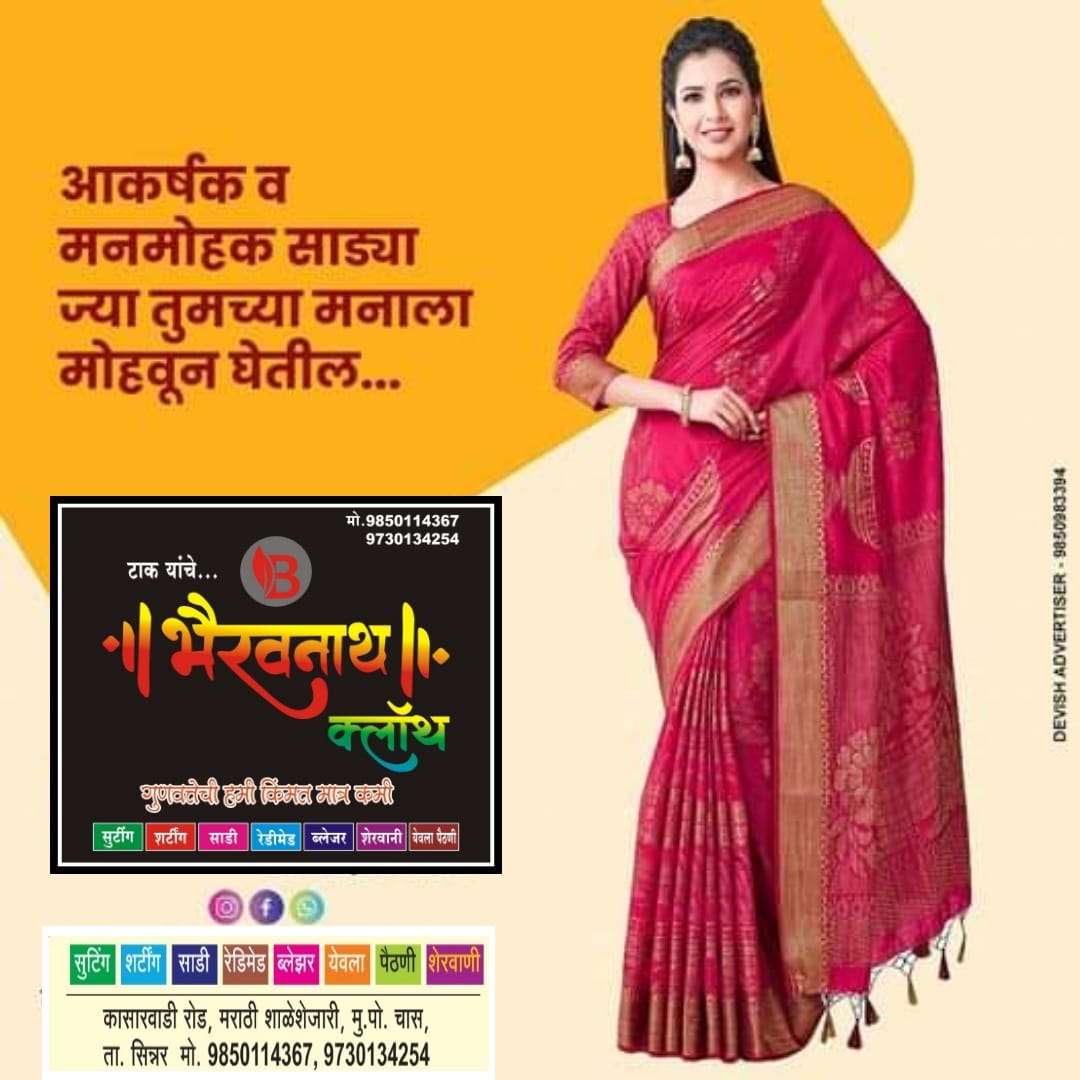 आकर्षक व
मनमोहक साड्या
ज्या तुमच्या मनाला
मोहवून घेतील...
मो.9850114367
9730134254
टाक यांचे...
B
भैरवनाथ
क्लॉथ
गुणवत्तेची हमी किंमत मात्र कमी
सुटींग शर्टींग साडी रेडीमेड ब्लेजर शेरवानी येवला पैठणी
सुटिंग शर्टींग साडी रेडिमेड ब्लेझर येवला पैठणी शेरवाणी
कासारवाडी रोड, मराठी शाळेशेजारी, मु.पो. चास,
ता. सिन्नर मो. 9850114367, 9730134254
DEVISH ADVERTISER - 9850983394